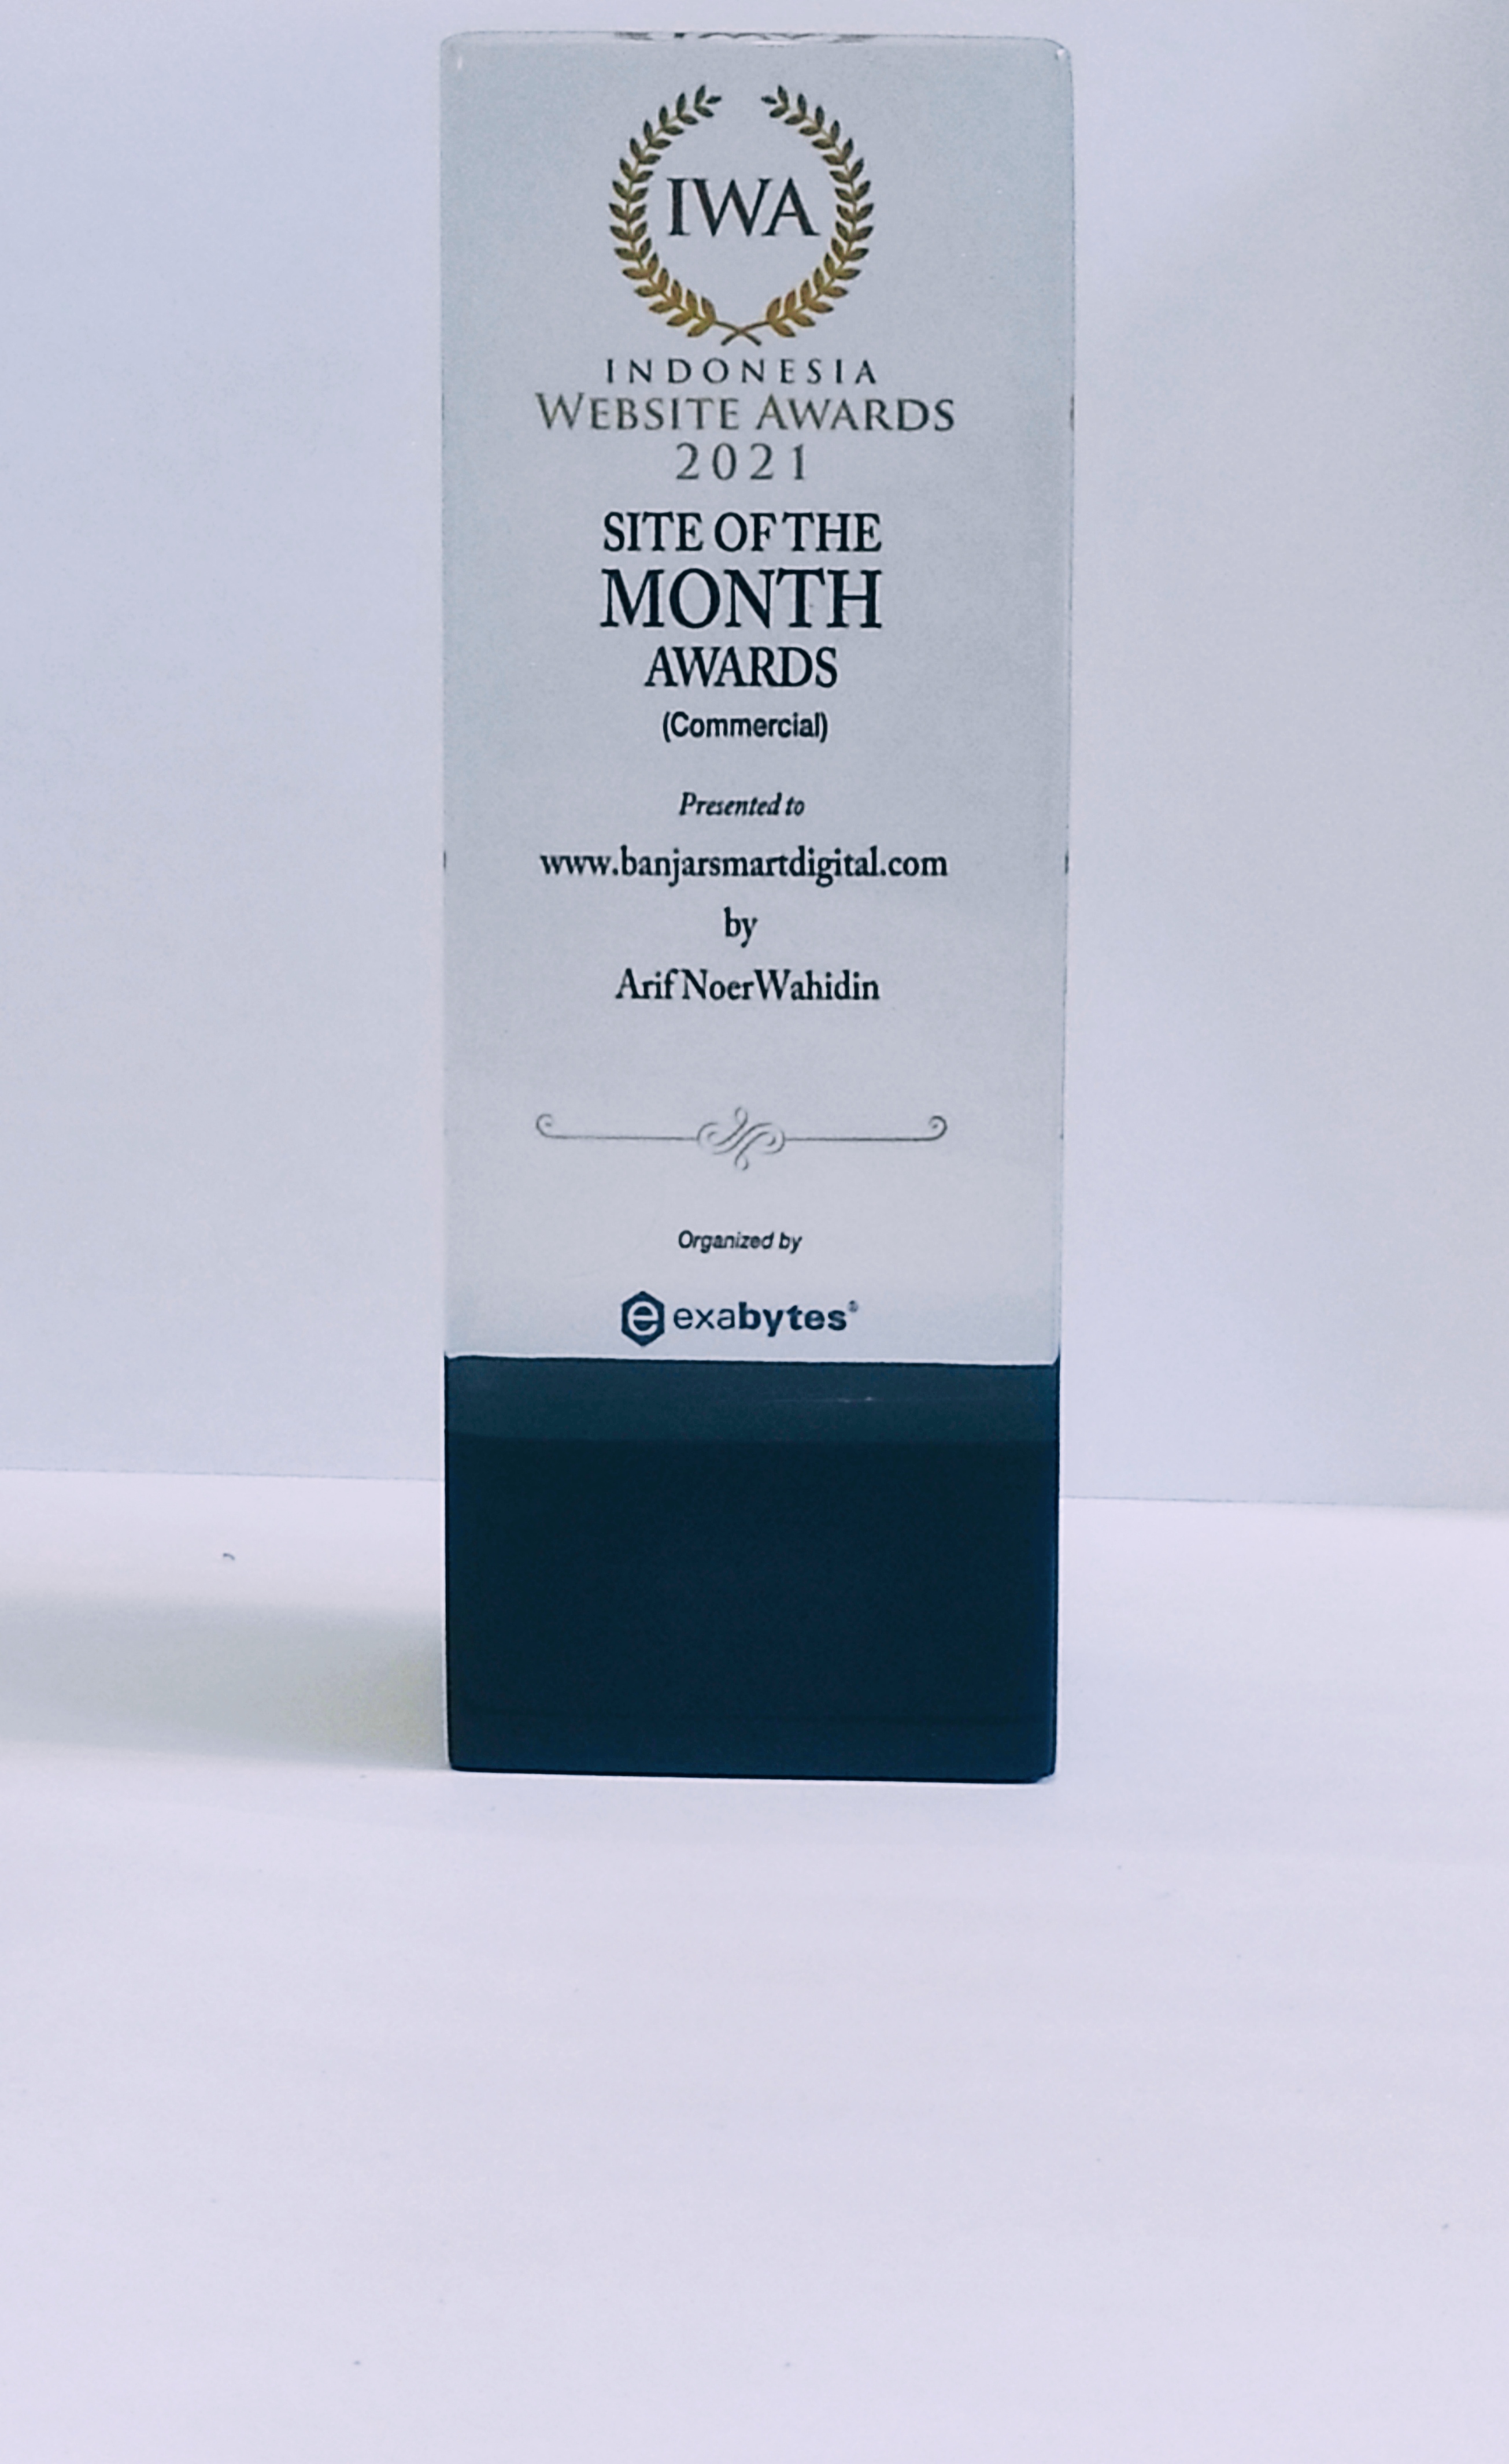 IWA
INDONESIA
WEBSITE AWARDS
2021
SITE OF THE
MONTH
AWARDS
(Commercial)
Presented to
www.banjarsmartdigital.com
by
Arif Noer Wahidin
Organized by
e exabytes®